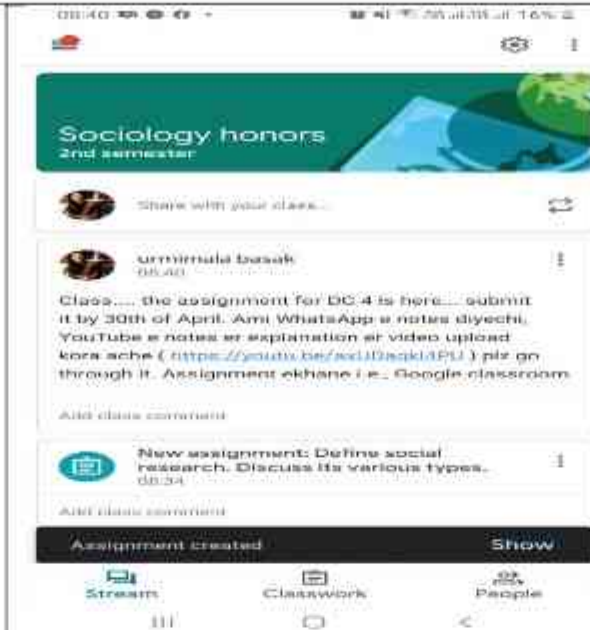 08:40
16%
Sociology honors
2nd semester
Share with your class...
urmimala basak
08:40
Class.... the assignment for DC 4 is here... submit
it by 30th of April. Ami WhatsApp e notes diyechi,
YouTube e notes er explanation er video upload
kora ache ( plz go
through it. Assignment ekhane i.e., Google classroom
Add class comment
New assignment: Define social
research. Discuss its various types.
08:34
Add class comment
Assignment created
Show
Stream
Classwork
People